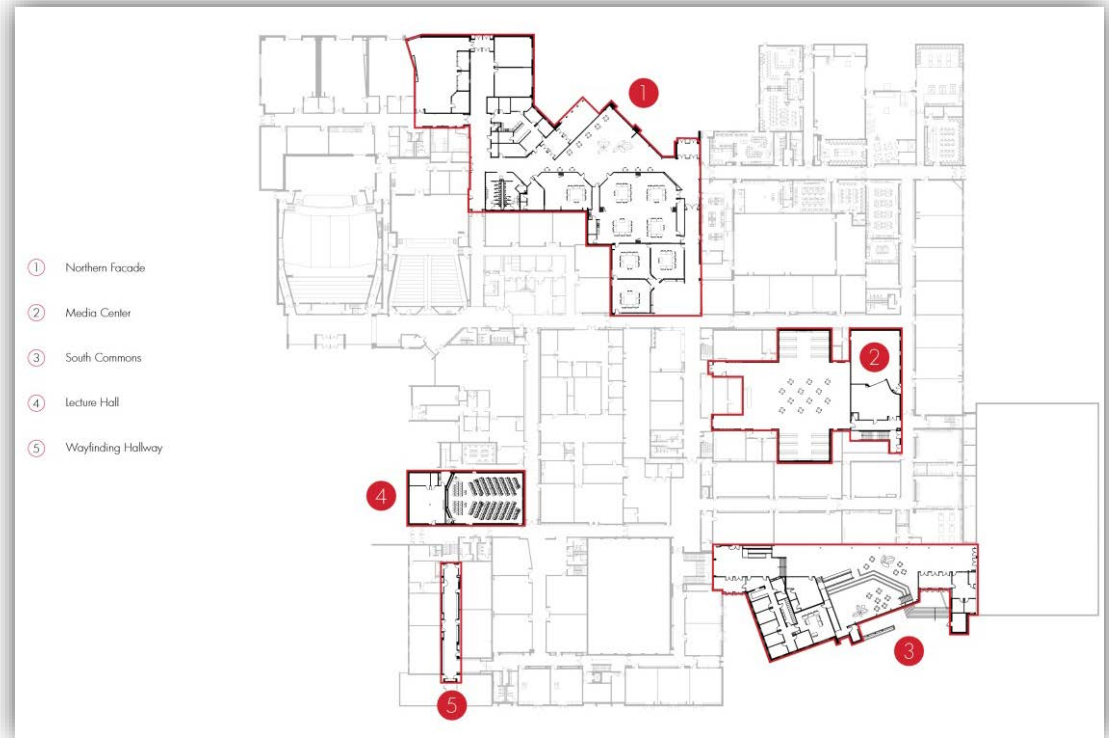 1 Northern Facade
2 Media Center
3 South Commons
4 Lecture Hall
5 Wayfinding Hallway
1
2
4
3
5